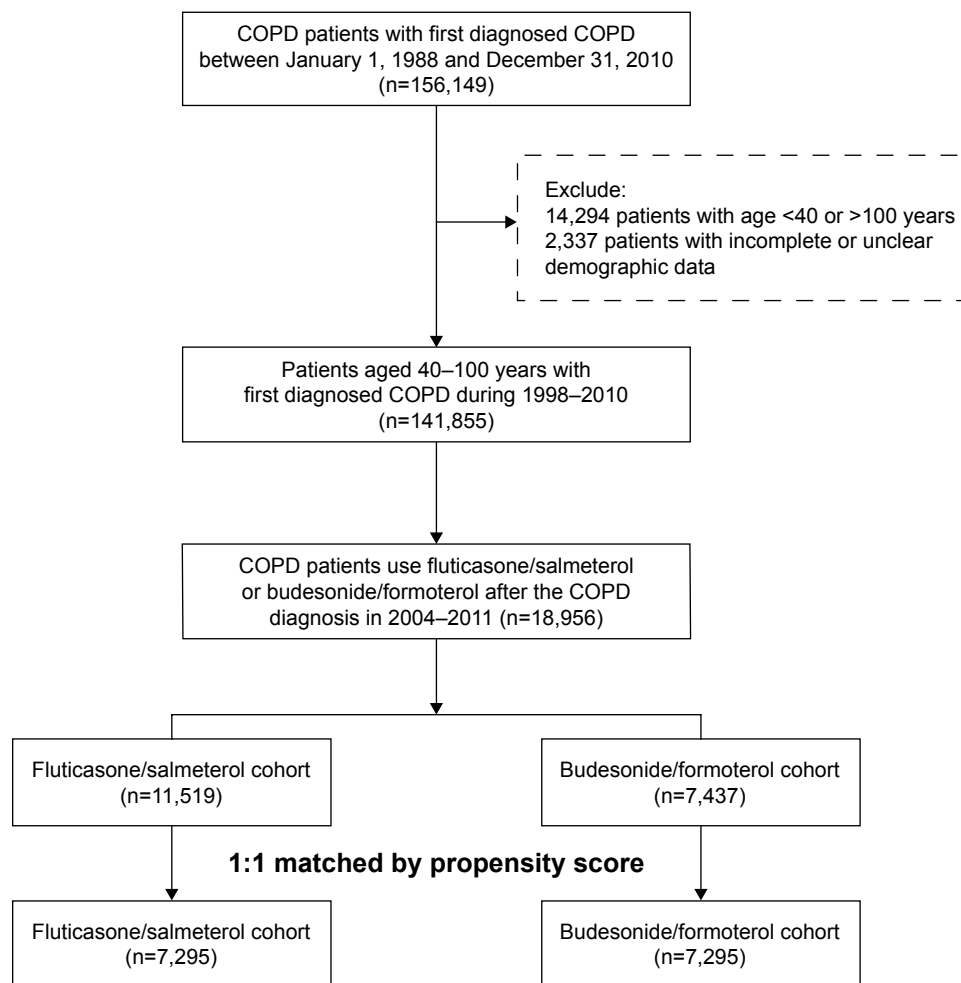 COPD patients with first diagnosed COPD
between January 1, 1988 and December 31, 2010
(n=156,149)
Exclude:
14,294 patients with age <40 or >100 years
2,337 patients with incomplete or unclear
demographic data
Patients aged 40–100 years with
first diagnosed COPD during 1998–2010
(n=141,855)
COPD patients use fluticasone/salmeterol
or budesonide/formoterol after the COPD
diagnosis in 2004–2011 (n=18,956)
Fluticasone/salmeterol cohort
(n=11,519)
Budesonide/formoterol cohort
(n=7,437)
1:1 matched by propensity score
Fluticasone/salmeterol cohort
(n=7,295)
Budesonide/formoterol cohort
(n=7,295)